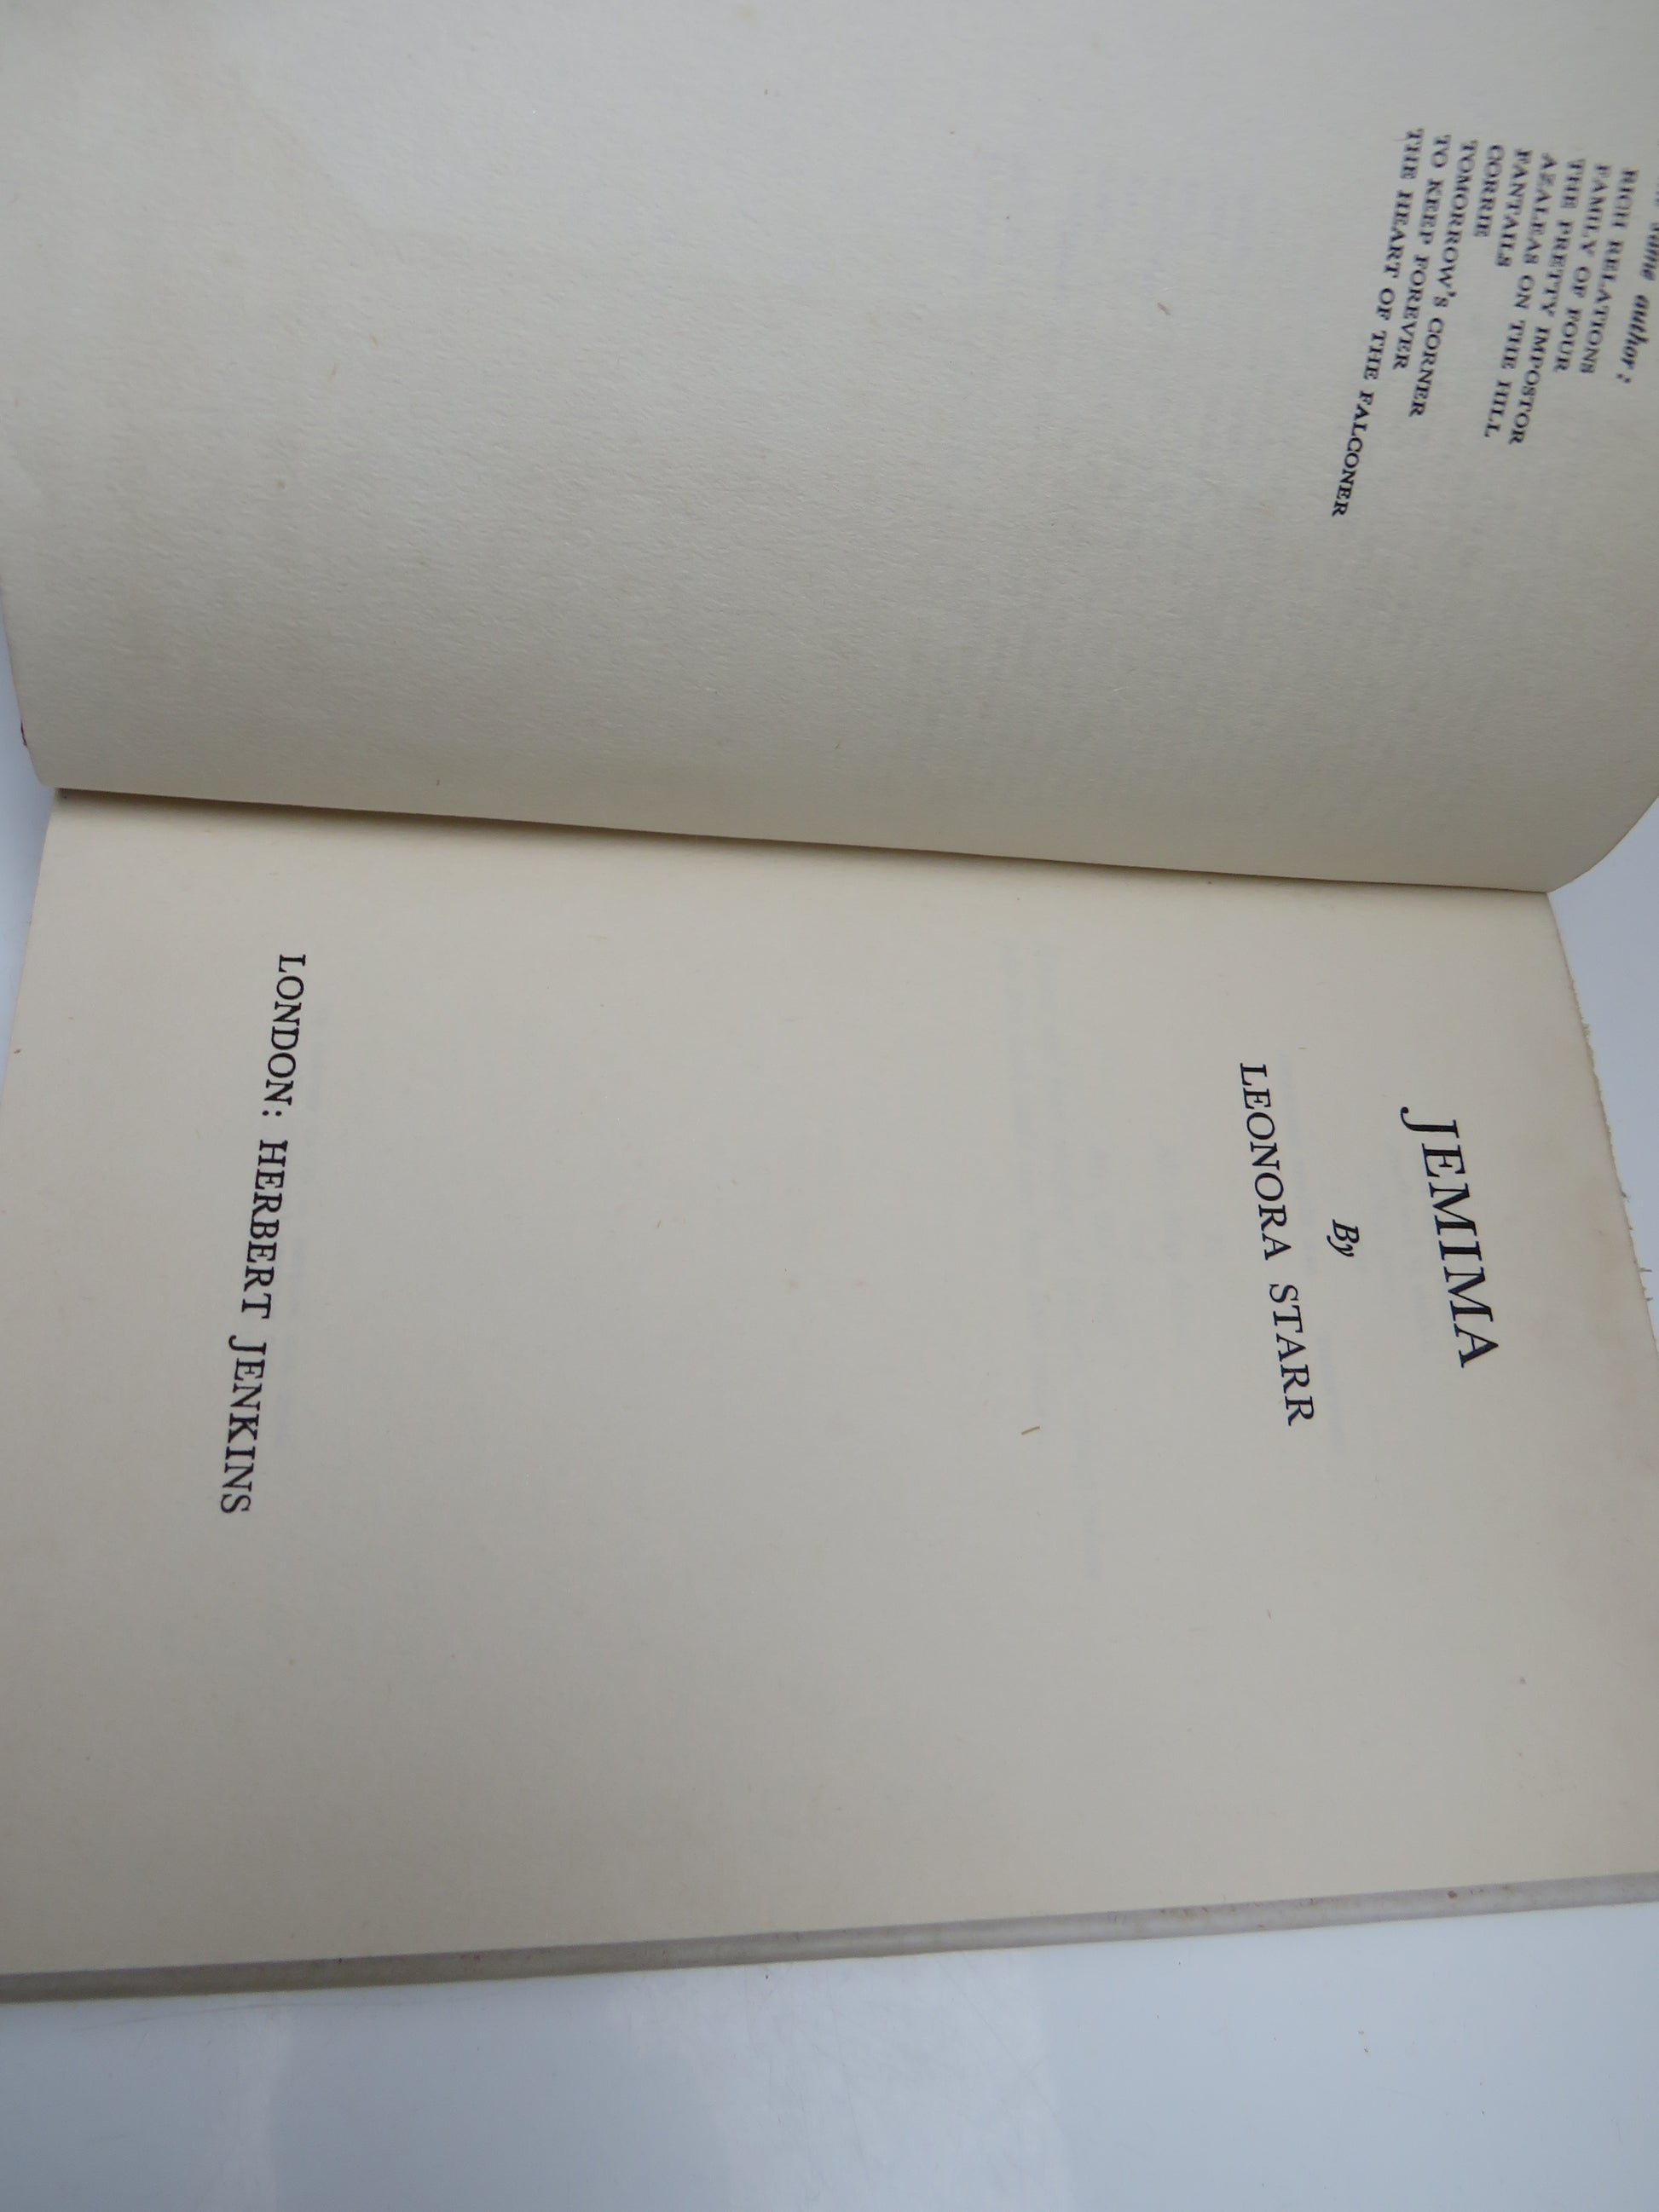 same author:
RICH RELATIONS
FAMILY OF FOUR
THE PRETTY IMPOSTOR
AZALEAS ON THE HILL
FANTAILS
CORRIE
TOMORROW'S CORNER
TO KEEP FOREVER
THE HEART OF THE FALCONER
JEMIMA
By
LEONORA STARR
LONDON: HERBERT JENKINS